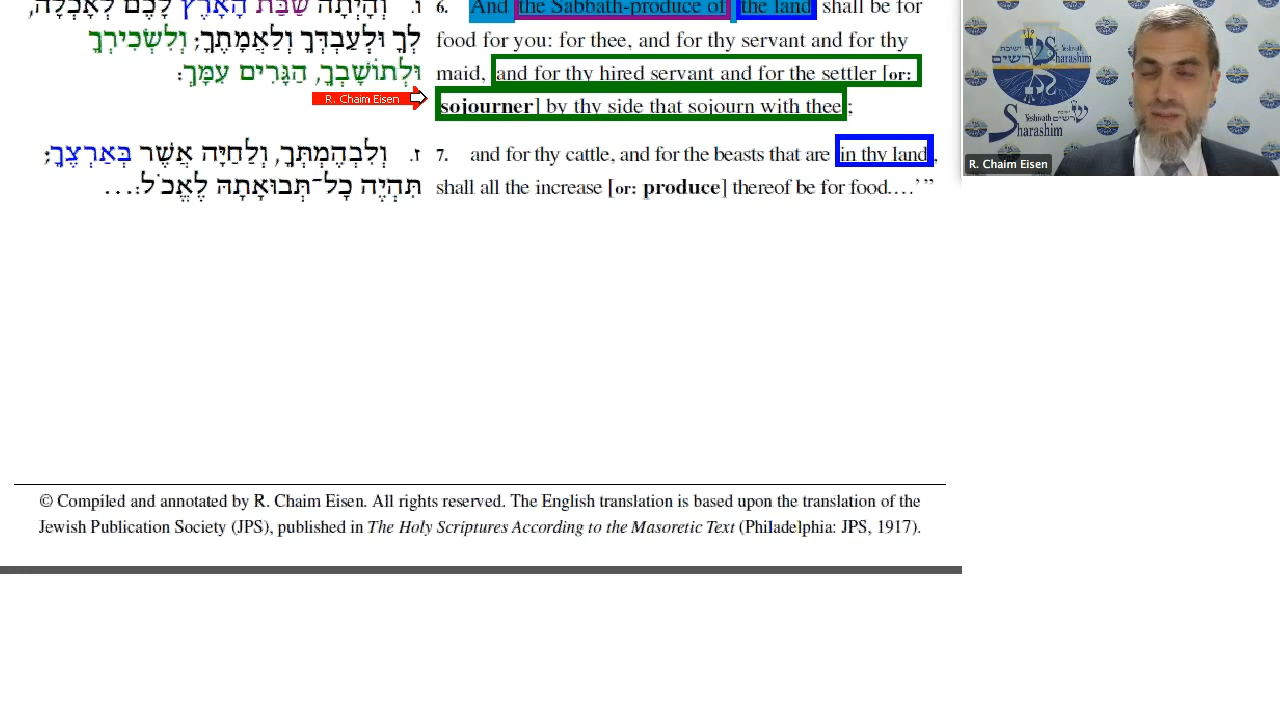 ו. וְהָיְתָה שַׁבַּת הָאָרֶץ לָכֶם לְאָכְלָה,
לְךָ וּלְעַבְדְּךָ וְלַאֲמָתֶךָ; וְלִשְׂכִירְךָ
וּלְתוֹשָׁבְךָ, הַגָּרִים עִמָּךְ:
6. And the Sabbath-produce of the land shall be for
food for you: for thee, and for thy servant and for thy
maid, and for thy hired servant and for the settler [or:
sojourner] by thy side that sojourn with thee;
R. Chaim Eisen
ז. וְלִבְהֶמְתְּךָ, וְלַחַיָּה אֲשֶׁר בְּאַרְצֶךָ;
תִּהְיֶה כָל־תְּבוּאָתָהּ לֶאֱכֹל:...
7. and for thy cattle, and for the beasts that are in thy land,
shall all the increase [or: produce] thereof be for food....’”
© Compiled and annotated by R. Chaim Eisen. All rights reserved. The English translation is based upon the translation of the
Jewish Publication Society (JPS), published in The Holy Scriptures According to the Masoretic Text (Philadelphia: JPS, 1917).
Yeshivath
Sharashim
ישיבת
שרשים
Yeshivath
Sharashim
R. Chaim Eisen